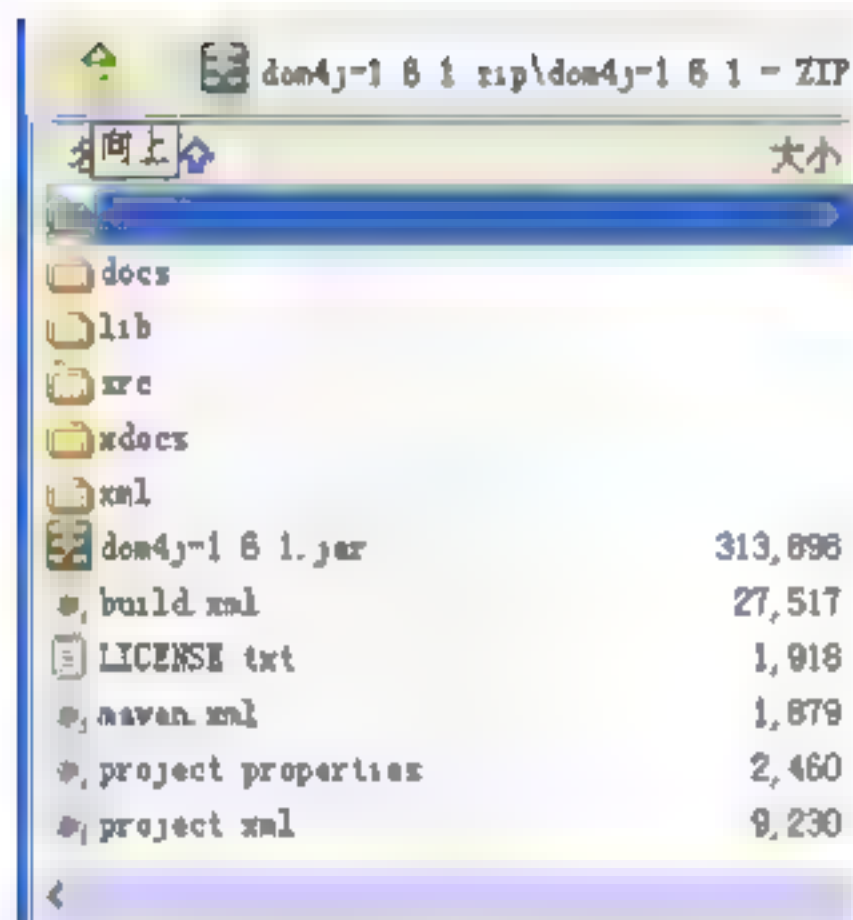 dom4j-1.6.1.zip\dom4j-1.6.1 - ZIP
向上 大小
docs
lib
src
xdocs
xml
dom4j-1.6.1.jar 313,898
build.xml 27,517
LICENSE.txt 1,918
maven.xml 1,879
project.properties 2,460
project.xml 9,230